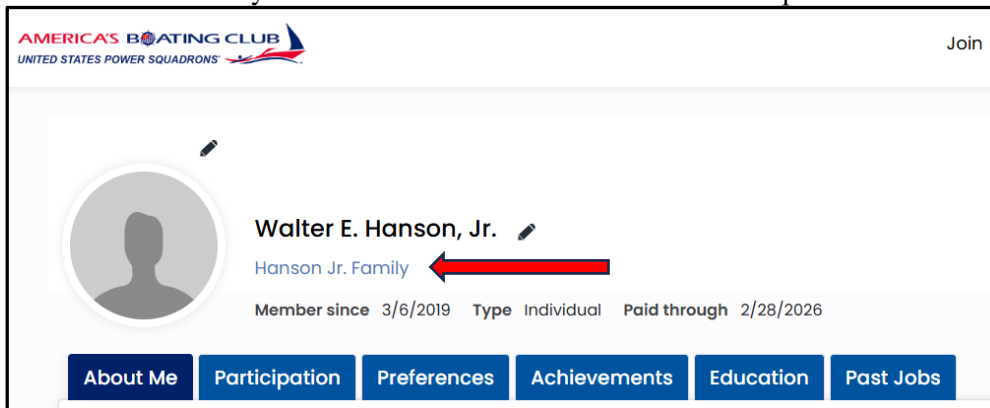 AMERICA'S BOATING CLUB
Join
UNITED STATES POWER SQUADRONS
Walter E. Hanson, Jr.
Hanson Jr. Family
Member since 3/6/2019 Type Individual Paid through 2/28/2026
About Me Participation Preferences Achievements Education Past Jobs